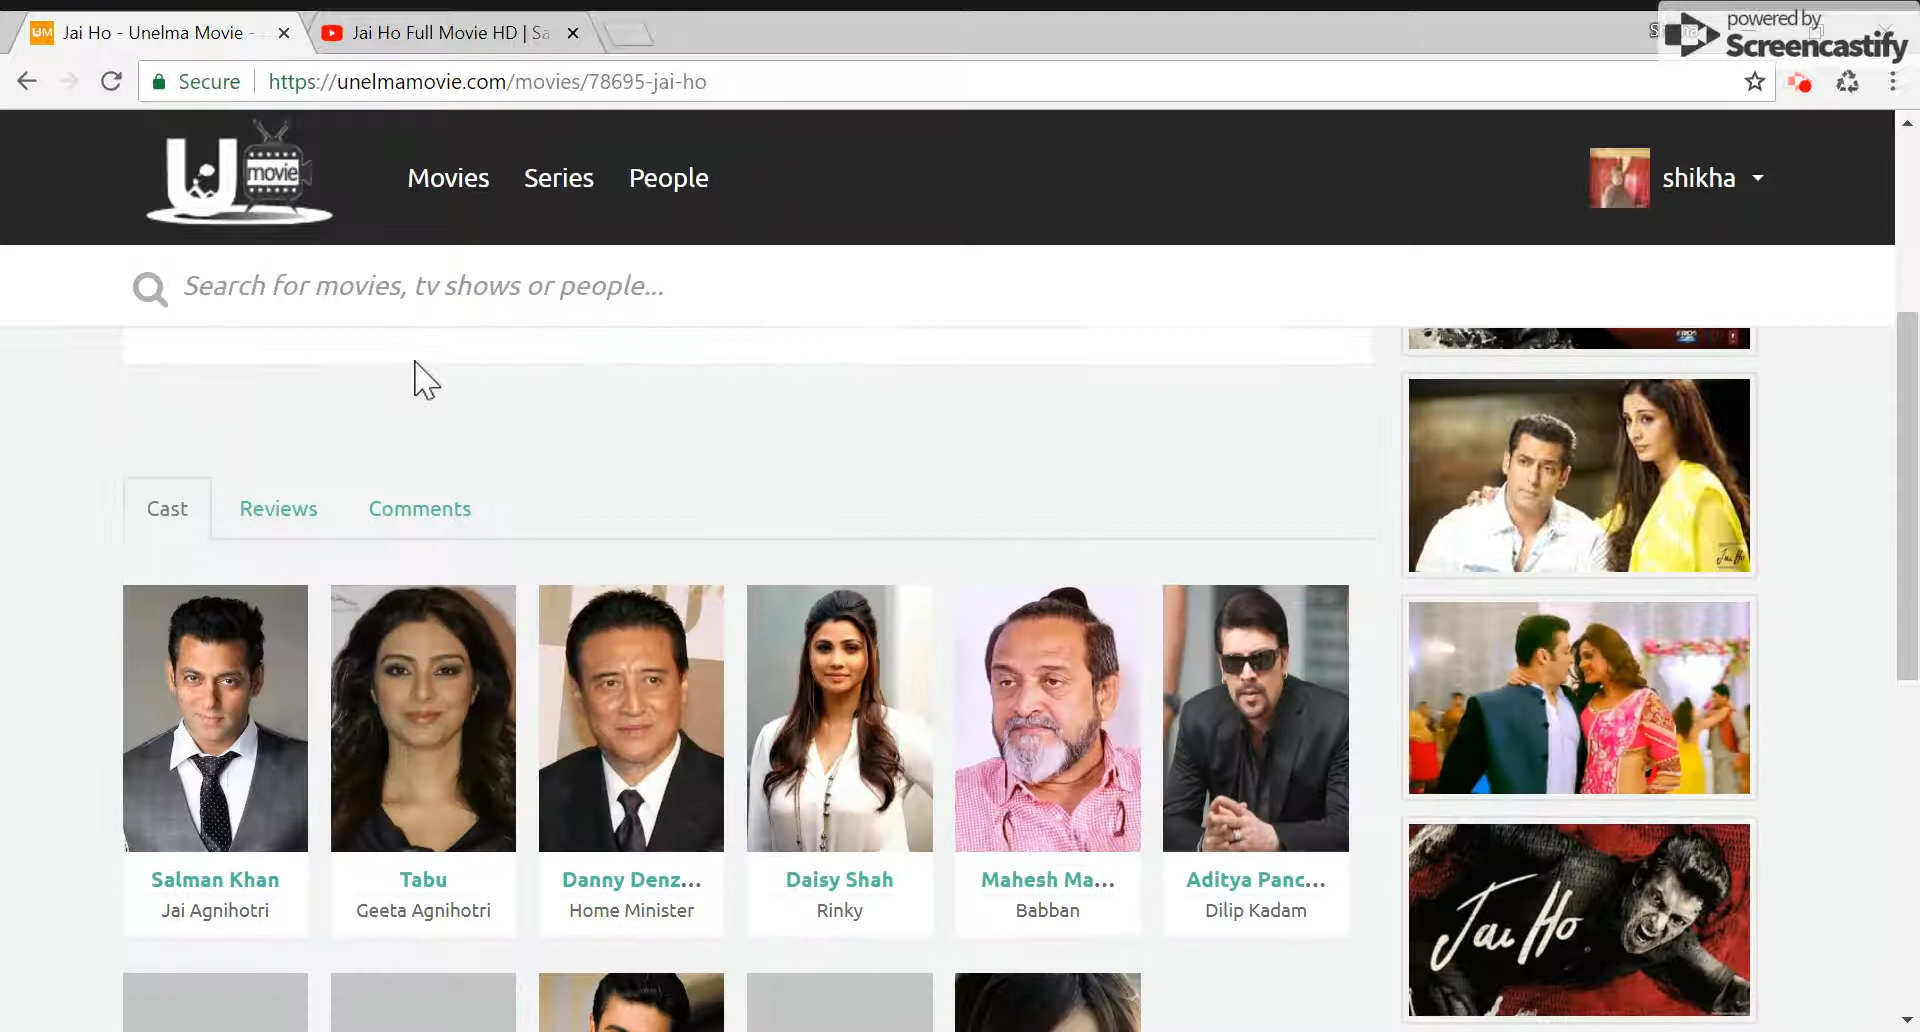 powered by
Screencastify
UM Jai Ho - Unelma Movie -
Jai Ho Full Movie HD | Sa
Secure
https://unelmamovie.com/movies/78695-jai-ho
U movie
Movies
Series
People
shikha
Search for movies, tv shows or people...
Cast
Reviews
Comments
Jai Ho
Salman Khan
Jai Agnihotri
Tabu
Geeta Agnihotri
Danny Denz...
Home Minister
Daisy Shah
Rinky
Mahesh Ma...
Babban
Aditya Panc...
Dilip Kadam
Jai Ho